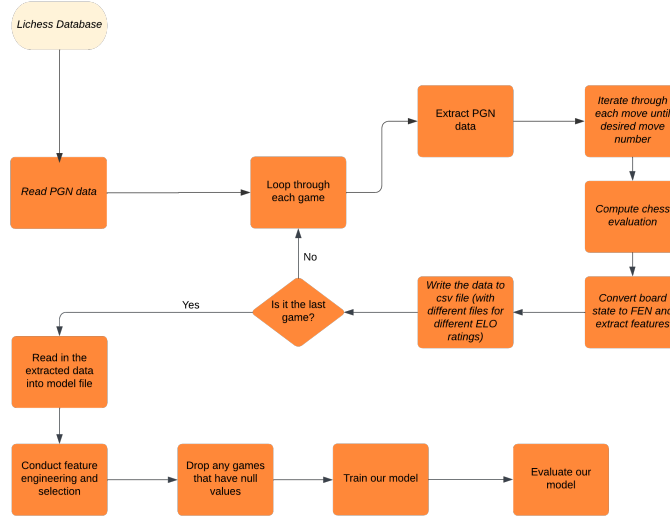 Lichess Database
Extract PGN
data
Iterate through
each move until
desired move
number
Read PGN data
Loop through
each game
Compute chess
evaluation
No
Yes
Is it the last
game?
Write the data to
csv file (with
different files for
different ELO
ratings)
Convert board
state to FEN and
extract features
Read in the
extracted data
into model file
Conduct feature
engineering and
selection
Drop any games
that have null
values
Train our model
Evaluate our
model